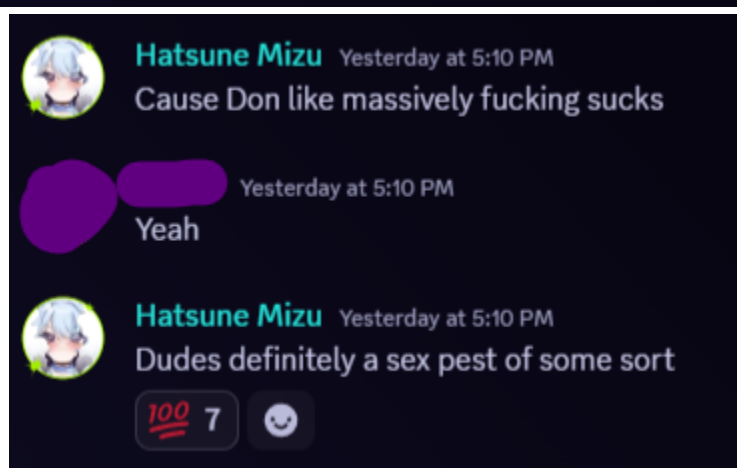 Hatsune Mizu Yesterday at 5:10 PM
Cause Don like massively fucking sucks
Yesterday at 5:10 PM
Yeah
Hatsune Mizu Yesterday at 5:10 PM
Dudes definitely a sex pest of some sort
💯 7